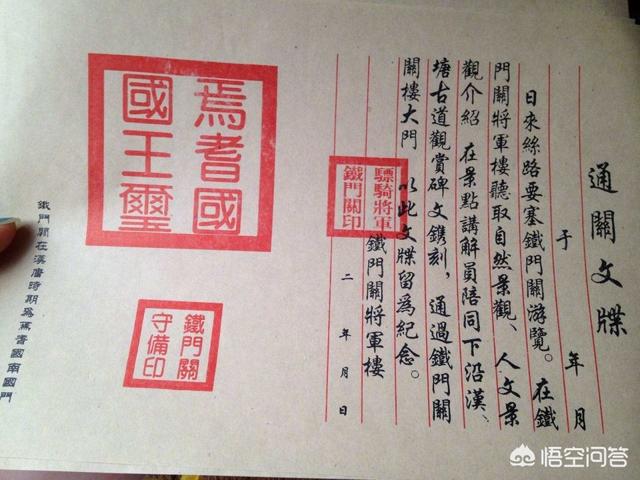 通關文牒
于 年 月
日来絲路要塞鐵門關游覽。在鐵
門關將軍樓聽取自然景觀、人文景
觀介紹 在景點講解員陪同下沿漢、
塘古道觀賞碑文鐫刻，通過鐵門關
關樓大門 以此文牒留為紀念。
鐵門關將軍樓
二 年 月 日
驃騎將軍
鐵門關印
焉耆國
國王璽
鐵門關
守備印
鐵門關在漢唐時期為焉耆國南國門
悟空问答